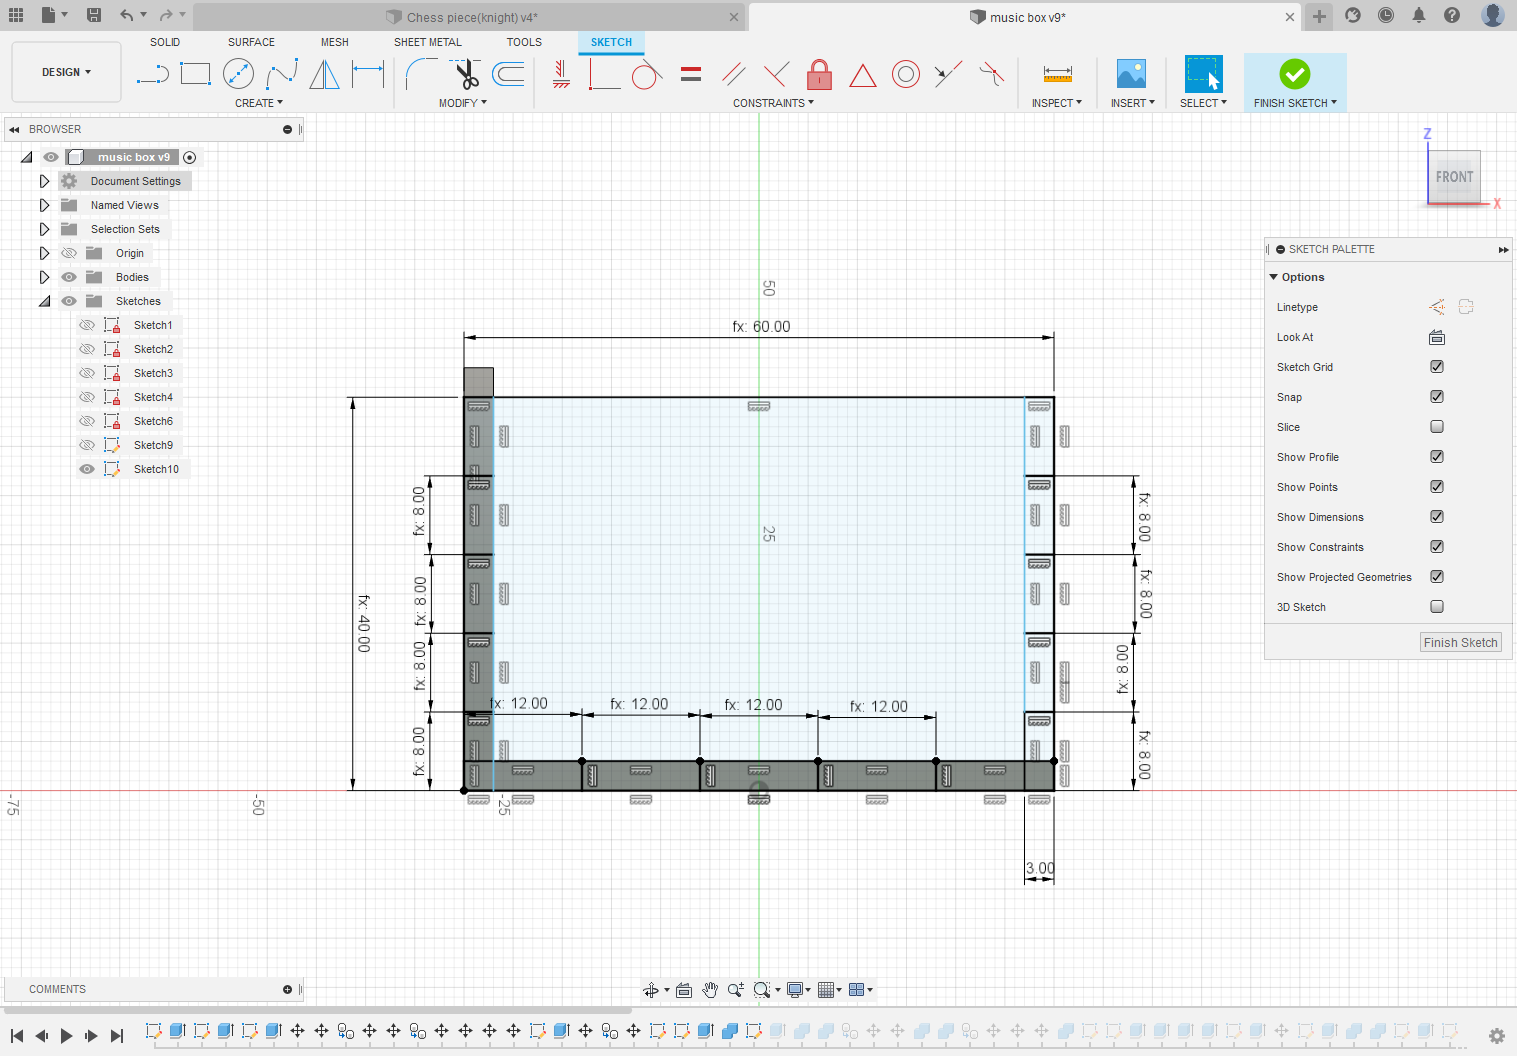 Chess piece(knight) v4*
music box v9*
DESIGN
SOLID
SURFACE
MESH
SHEET METAL
TOOLS
SKETCH
CREATE
MODIFY
CONSTRAINTS
INSPECT
INSERT
SELECT
FINISH SKETCH
BROWSER
music box v9
Document Settings
Named Views
Selection Sets
Origin
Bodies
Sketches
Sketch1
Sketch2
Sketch3
Sketch4
Sketch6
Sketch9
Sketch10
Z
FRONT
X
SKETCH PALETTE
Options
Linetype
Look At
Sketch Grid
Snap
Slice
Show Profile
Show Points
Show Dimensions
Show Constraints
Show Projected Geometries
3D Sketch
Finish Sketch
50
fx: 60.00
25
fx: 40.00
fx: 8.00
fx: 8.00
fx: 8.00
fx: 8.00
fx: 8.00
fx: 8.00
fx: 8.00
fx: 8.00
fx: 12.00
fx: 12.00
fx: 12.00
fx: 12.00
-75
-50
-25
3.00
COMMENTS